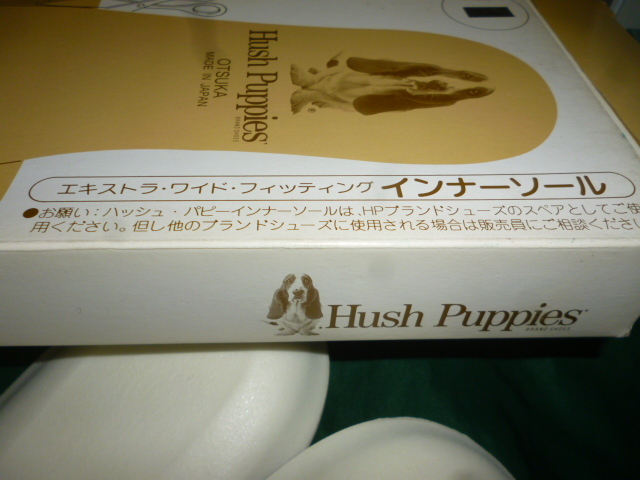 Hush Puppies
BRAND SHOES
OTSUKA
MADE IN JAPAN
®
エキストラ・ワイド・フィッティング インナーソール
●お願い:ハッシュ・パピーインナーソールは、HPブランドシューズのスペアとしてご使
用ください。但し他のブランドシューズに使用される場合は販売員にご相談くださ
Hush Puppies
BRAND SHOES